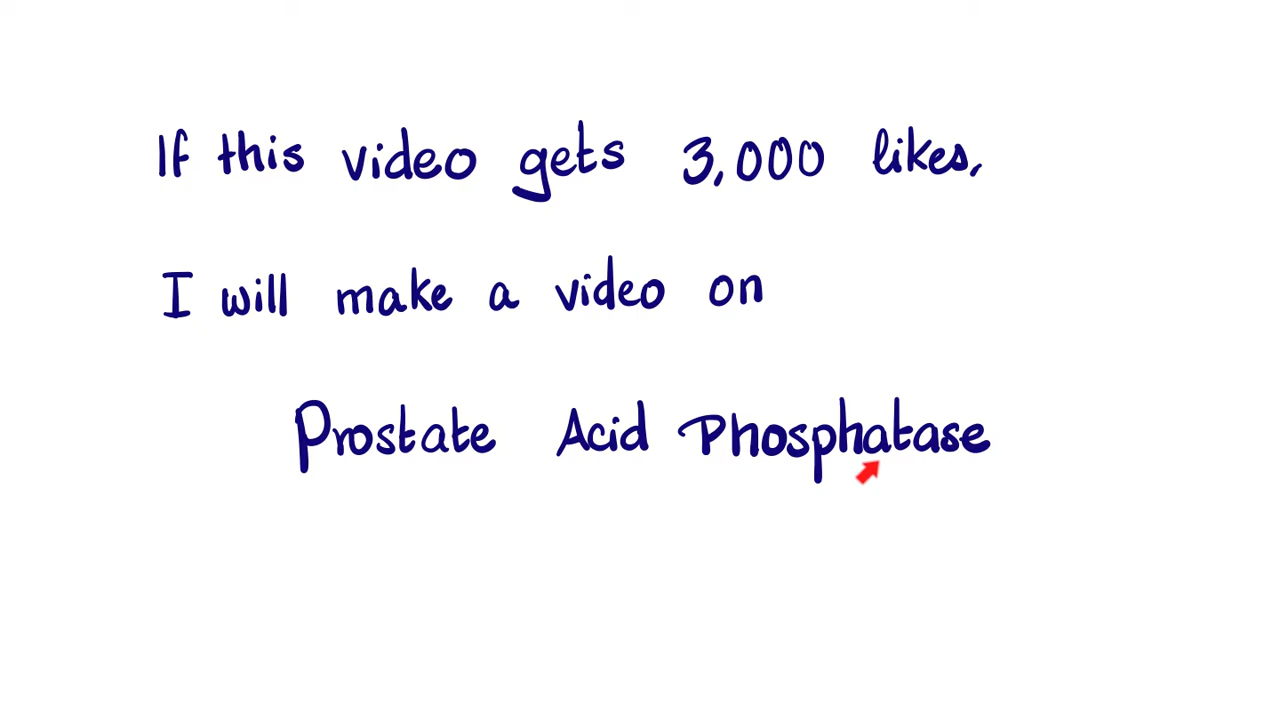 If this video gets 3,000 likes,
I will make a video on
Prostate Acid Phosphatase